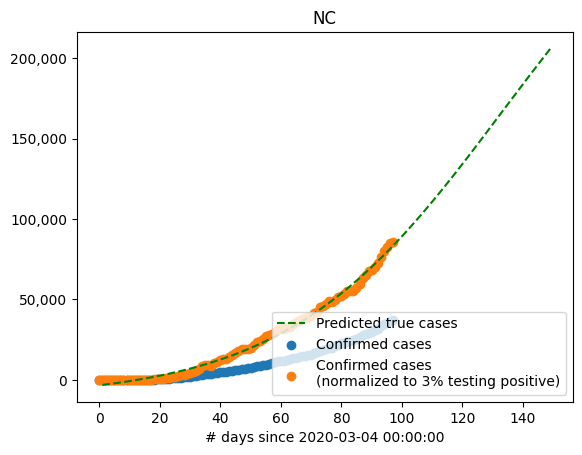 NC
200,000
150,000
100,000
50,000
0
Predicted true cases
Confirmed cases
Confirmed cases
(normalized to 3% testing positive)
0 20 40 60 80 100 120 140
# days since 2020-03-04 00:00:00